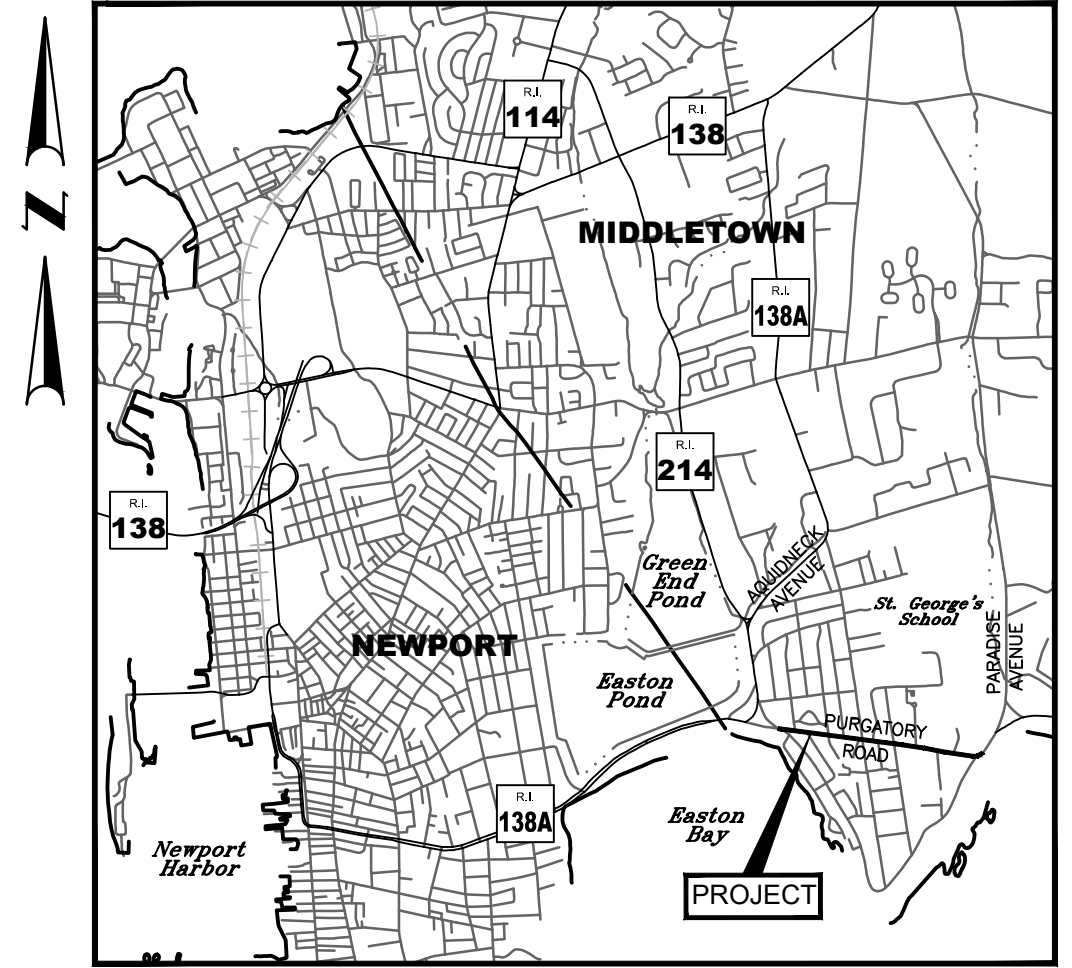 N
R.I.
114
R.I.
138
MIDDLETOWN
R.I.
138A
R.I.
214
R.I.
138
AQUIDNECK
AVENUE
Green
End
Pond
St. George's
School
PARADISE
AVENUE
NEWPORT
Easton
Pond
PURGATORY
ROAD
R.I.
138A
Easton
Bay
Newport
Harbor
PROJECT